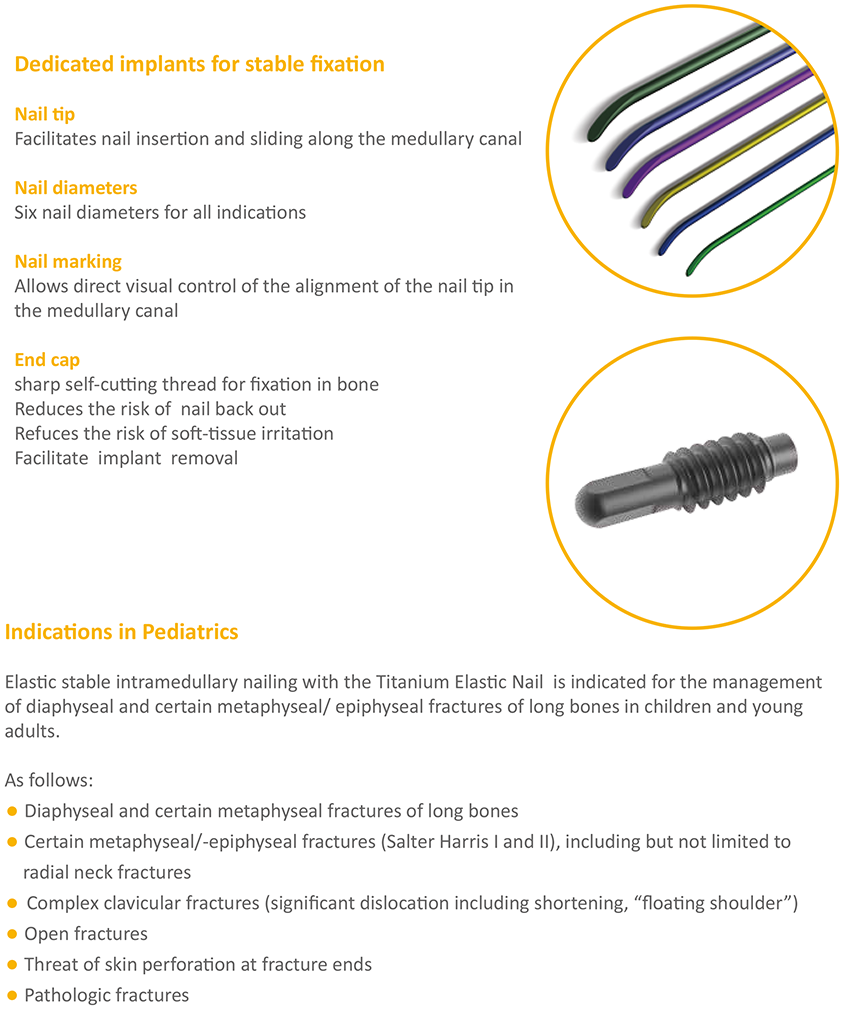 Dedicated implants for stable fixation
Nail tip
Facilitates nail insertion and sliding along the medullary canal
Nail diameters
Six nail diameters for all indications
Nail marking
Allows direct visual control of the alignment of the nail tip in
the medullary canal
End cap
sharp self-cutting thread for fixation in bone
Reduces the risk of  nail back out
Refuces the risk of soft-tissue irritation
Facilitate  implant  removal
Indications in Pediatrics
Elastic stable intramedullary nailing with the Titanium Elastic Nail  is indicated for the management
of diaphyseal and certain metaphyseal/ epiphyseal fractures of long bones in children and young
adults.
As follows:
● Diaphyseal and certain metaphyseal fractures of long bones
● Certain metaphyseal/-epiphyseal fractures (Salter Harris I and II), including but not limited to
radial neck fractures
● Complex clavicular fractures (significant dislocation including shortening, “floating shoulder”)
● Open fractures
● Threat of skin perforation at fracture ends
● Pathologic fractures